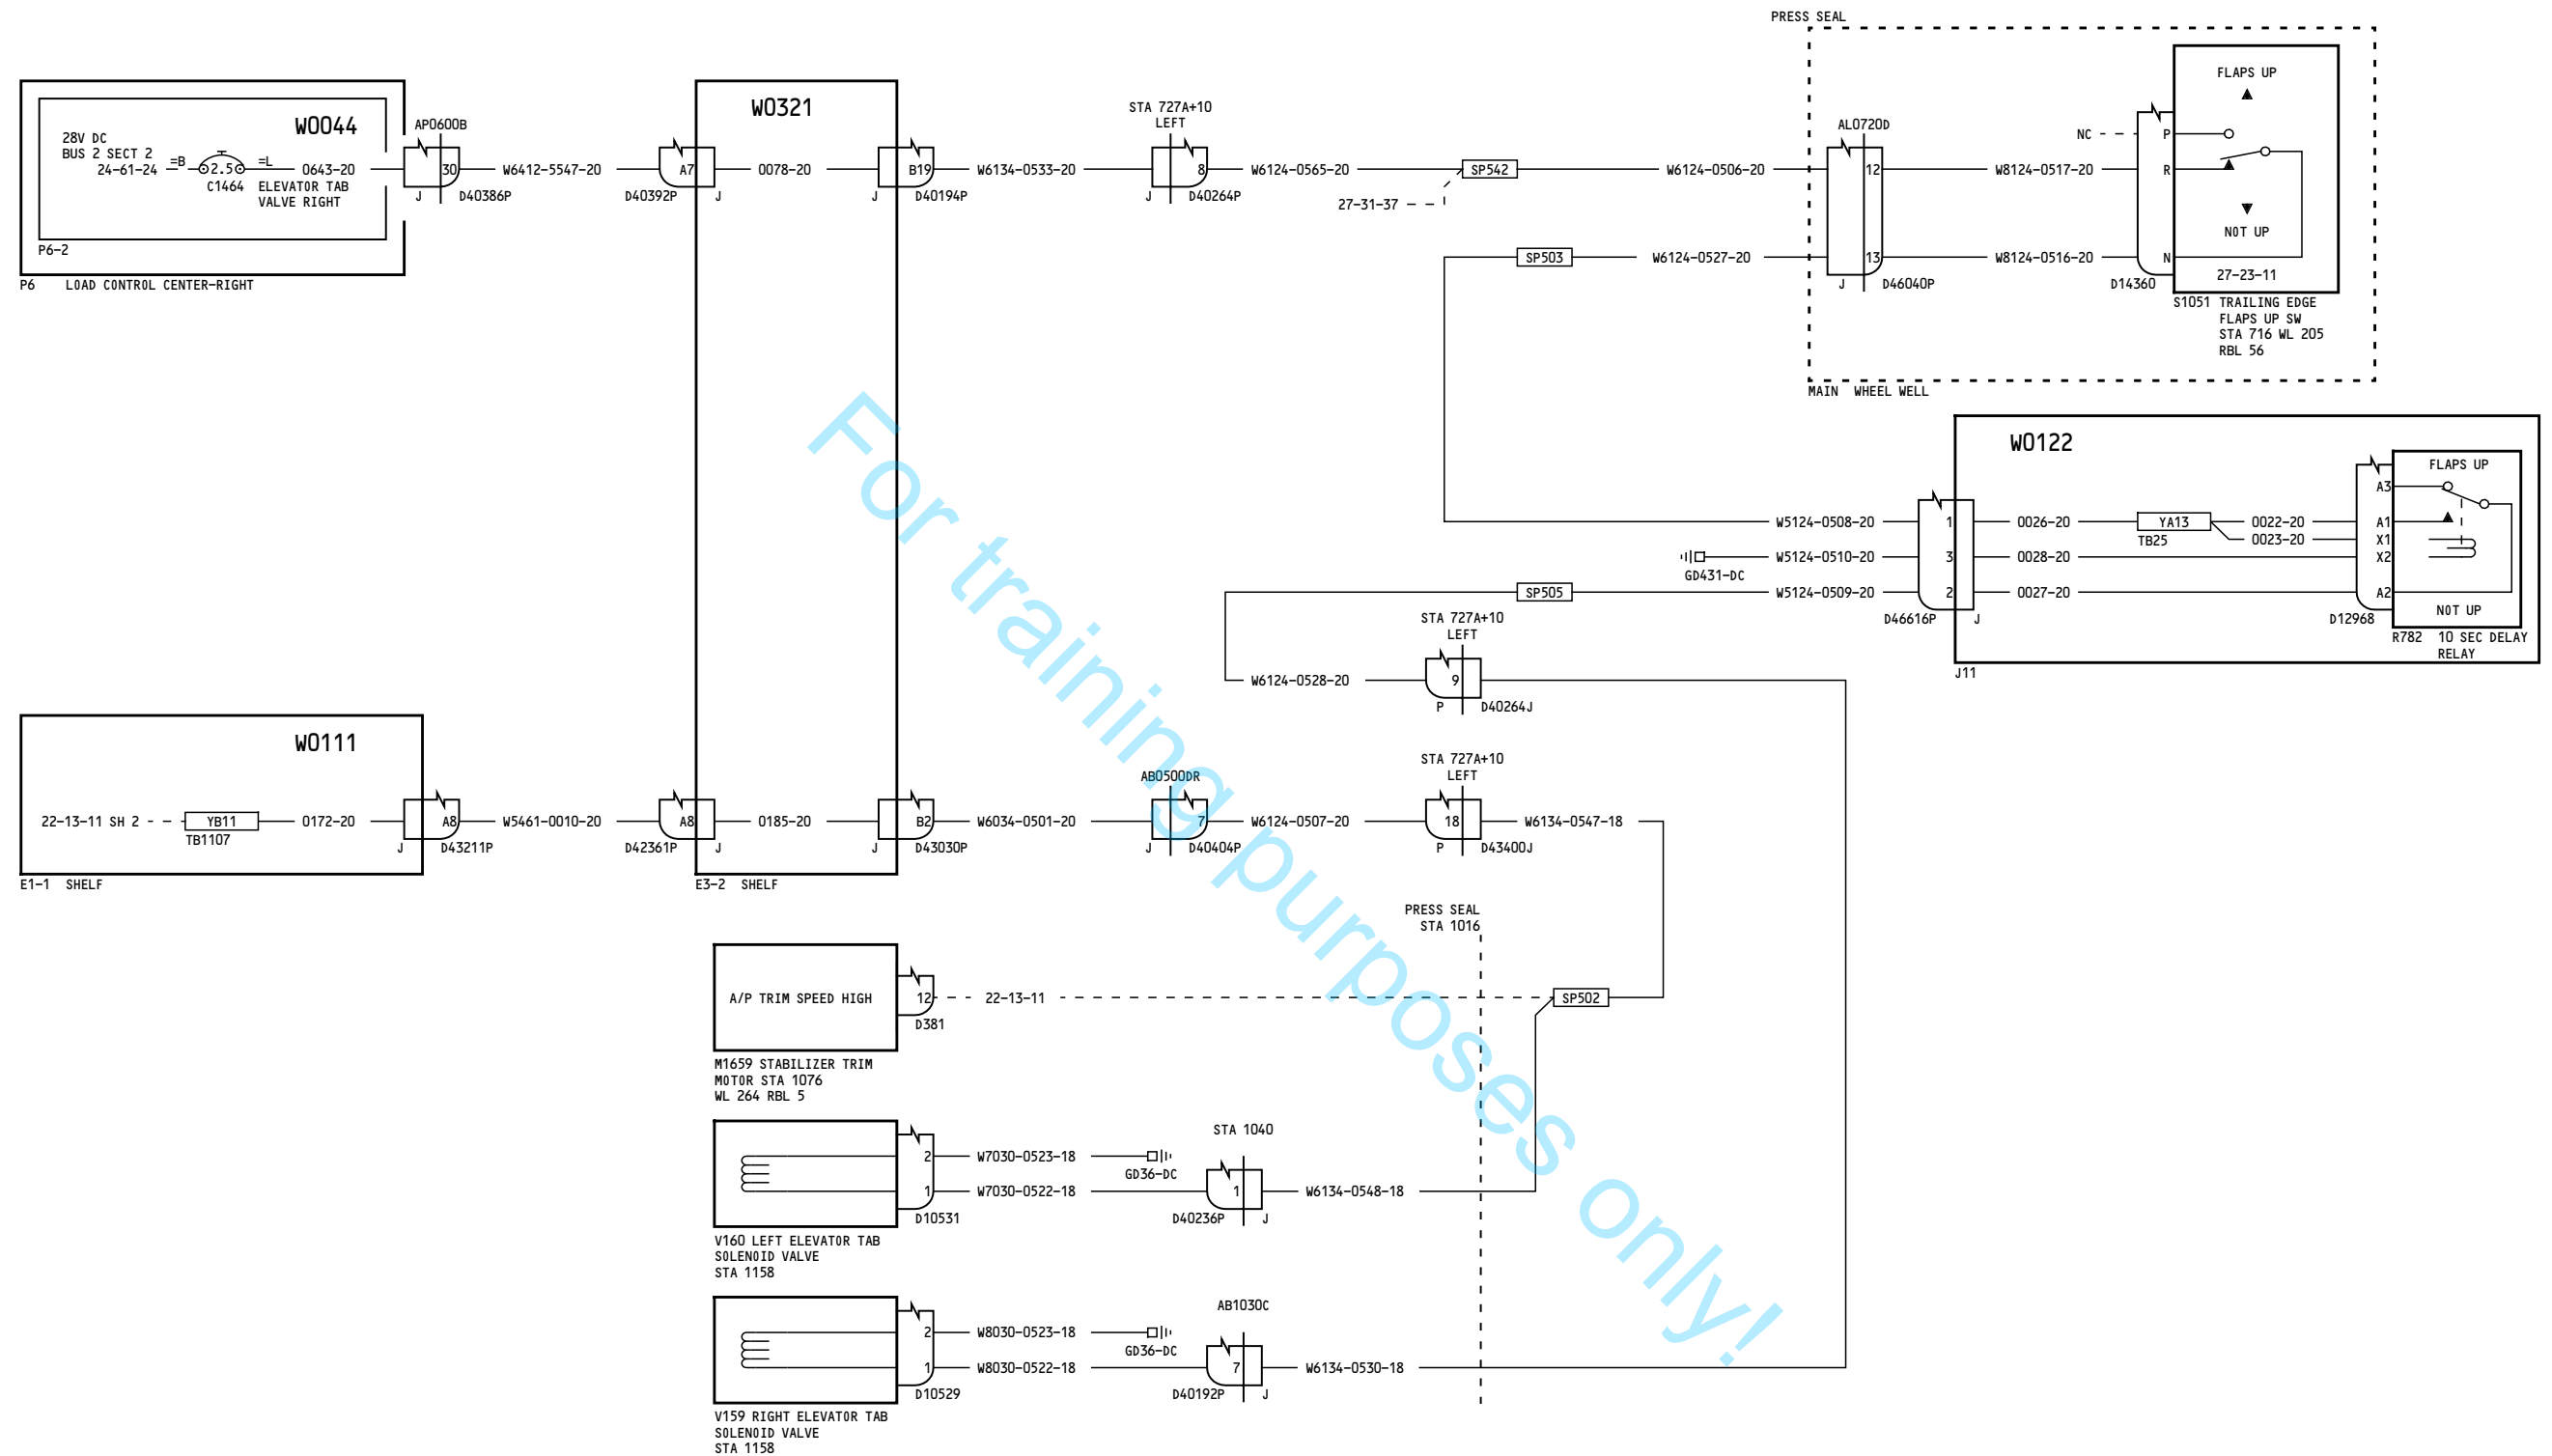 PRESS SEAL
W0044
28V DC
BUS 2 SECT 2
24-61-24
=B
2.5
=L
C1464
ELEVATOR TAB
VALVE RIGHT
0643-20
P6-2
P6 LOAD CONTROL CENTER-RIGHT
AP0600B
30
J
D40386P
W6412-5547-20
A7
D40392P
J
W0321
0078-20
B19
J
D40194P
W6134-0533-20
STA 727A+10
LEFT
8
J
D40264P
W6124-0565-20
SP542
27-31-37
W6124-0506-20
SP503
W6124-0527-20
AL0720D
12
13
J
D46040P
W8124-0517-20
W8124-0516-20
NC
P
R
N
D14360
FLAPS UP
NOT UP
27-23-11
S1051 TRAILING EDGE
FLAPS UP SW
STA 716 WL 205
RBL 56
MAIN WHEEL WELL
W0122
W5124-0508-20
1
0026-20
YA13
TB25
0022-20
0023-20
GD431-DC
W5124-0510-20
3
0028-20
SP505
W5124-0509-20
2
0027-20
D46616P
J
A3
A1
X1
X2
A2
D12968
FLAPS UP
NOT UP
R782 10 SEC DELAY
RELAY
J11
STA 727A+10
LEFT
W6124-0528-20
9
P
D40264J
W0111
22-13-11 SH 2
YB11
TB1107
0172-20
A8
J
D43211P
E1-1 SHELF
W5461-0010-20
A8
D42361P
J
0185-20
B2
J
D43030P
E3-2 SHELF
W6034-0501-20
AB0500DR
7
J
D40404P
W6124-0507-20
STA 727A+10
LEFT
18
P
D43400J
W6134-0547-18
PRESS SEAL
STA 1016
A/P TRIM SPEED HIGH
12
D381
22-13-11
SP502
M1659 STABILIZER TRIM
MOTOR STA 1076
WL 264 RBL 5
2
W7030-0523-18
GD36-DC
1
W7030-0522-18
D10531
STA 1040
1
D40236P
J
W6134-0548-18
V160 LEFT ELEVATOR TAB
SOLENOID VALVE
STA 1158
2
W8030-0523-18
GD36-DC
1
W8030-0522-18
D10529
AB1030C
7
D40192P
J
W6134-0530-18
V159 RIGHT ELEVATOR TAB
SOLENOID VALVE
STA 1158
For training purposes only!